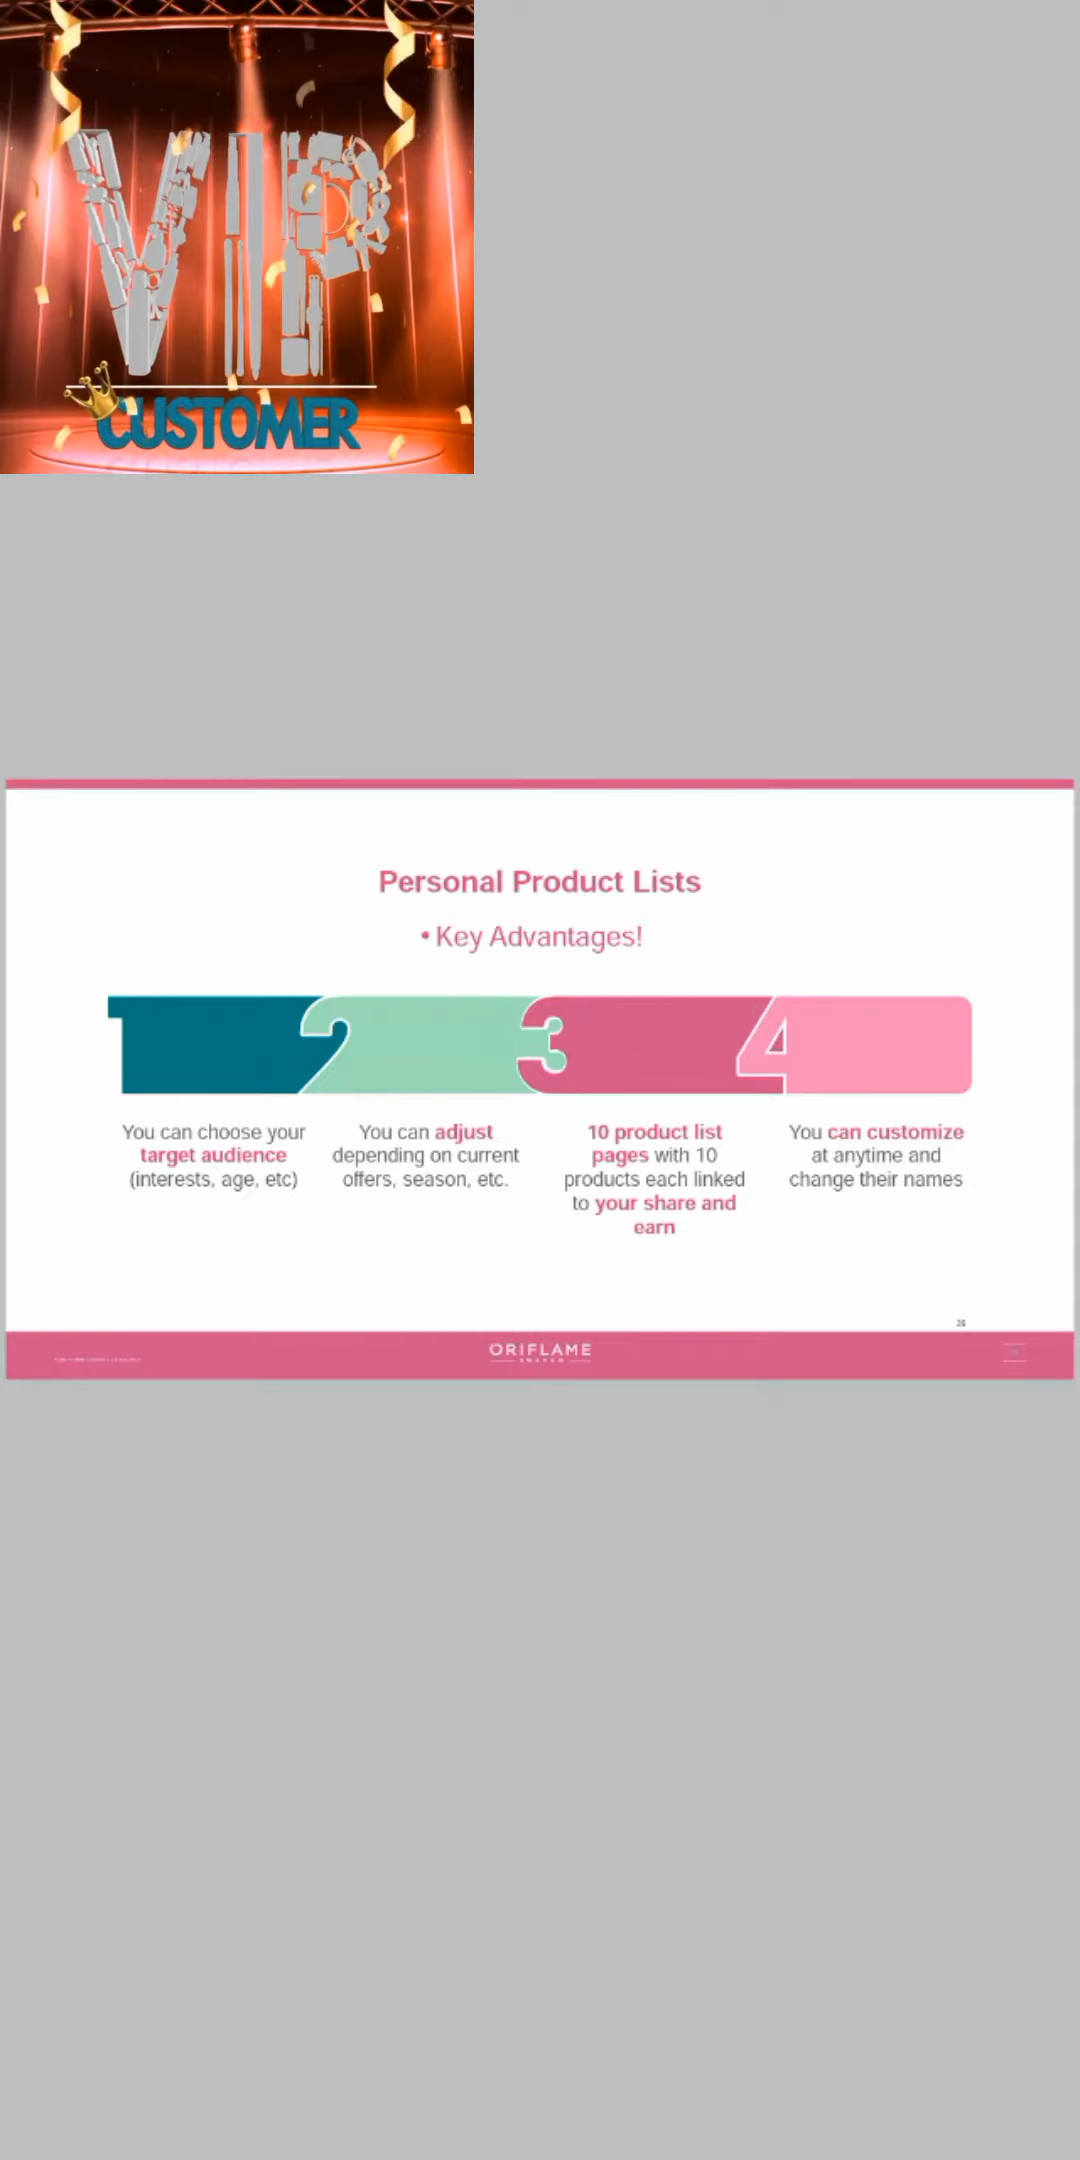 VIP
CUSTOMER
Personal Product Lists
• Key Advantages!
1 2 3 4
You can choose your
target audience
(interests, age, etc)
You can adjust
depending on current
offers, season, etc.
10 product list
pages with 10
products each linked
to your share and
earn
You can customize
at anytime and
change their names
ORIFLAME
SWEDEN